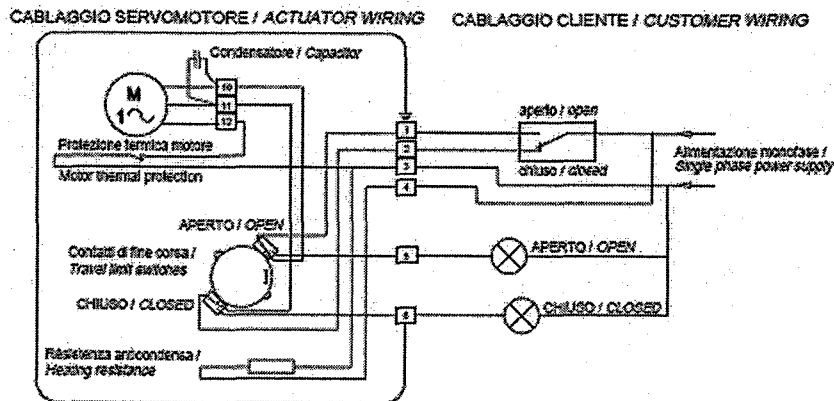 CABLAGGIO SERVOMOTORE / ACTUATOR WIRING
CABLAGGIO CLIENTE / CUSTOMER WIRING
Condensatore / Capacitor
M
1
10
11
12
Protezione termica motore
Motor thermal protection
1
2
3
4
aperto / open
chiuso / closed
Alimentazione monofase /
Single phase power supply
APERTO / OPEN
Contatti di fine corsa /
Travel limit switches
CHIUSO / CLOSED
5
APERTO / OPEN
6
CHIUSO / CLOSED
Resistenza anticondensa /
Heating resistance